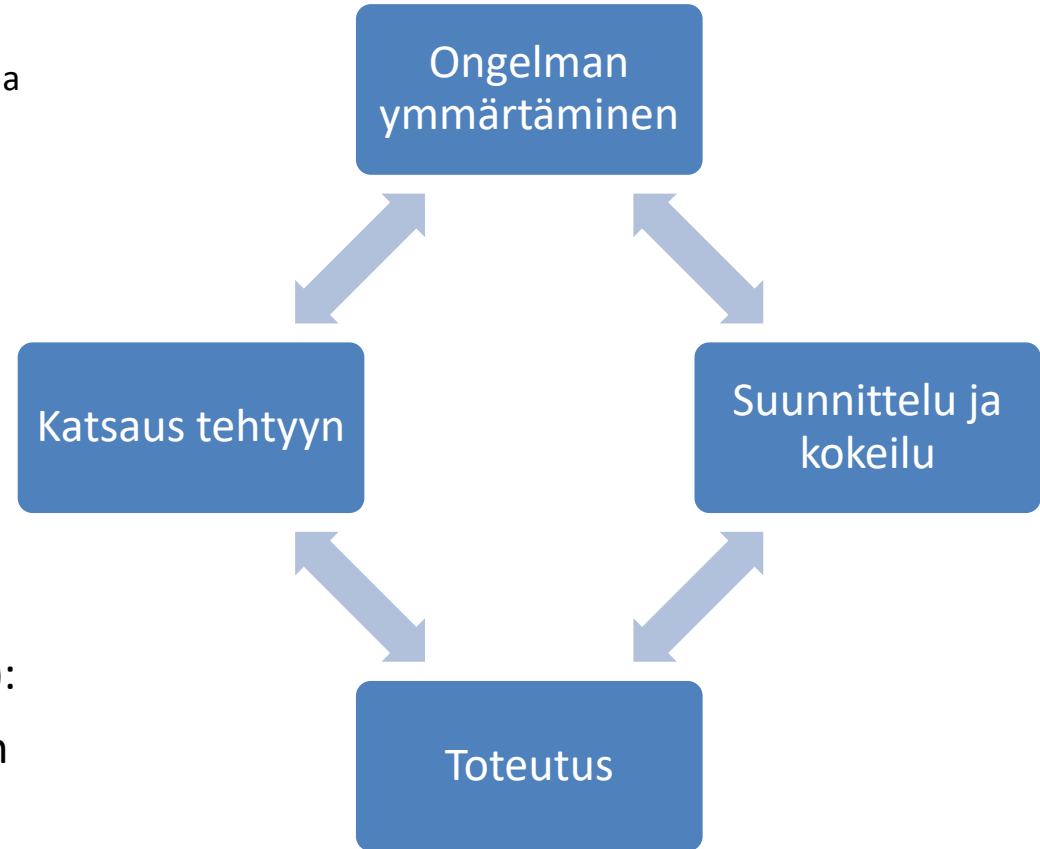 a
Ongelman
ymmärtäminen
Katsaus tehtyyn
Suunnittelu ja
kokeilu
:
Toteutus